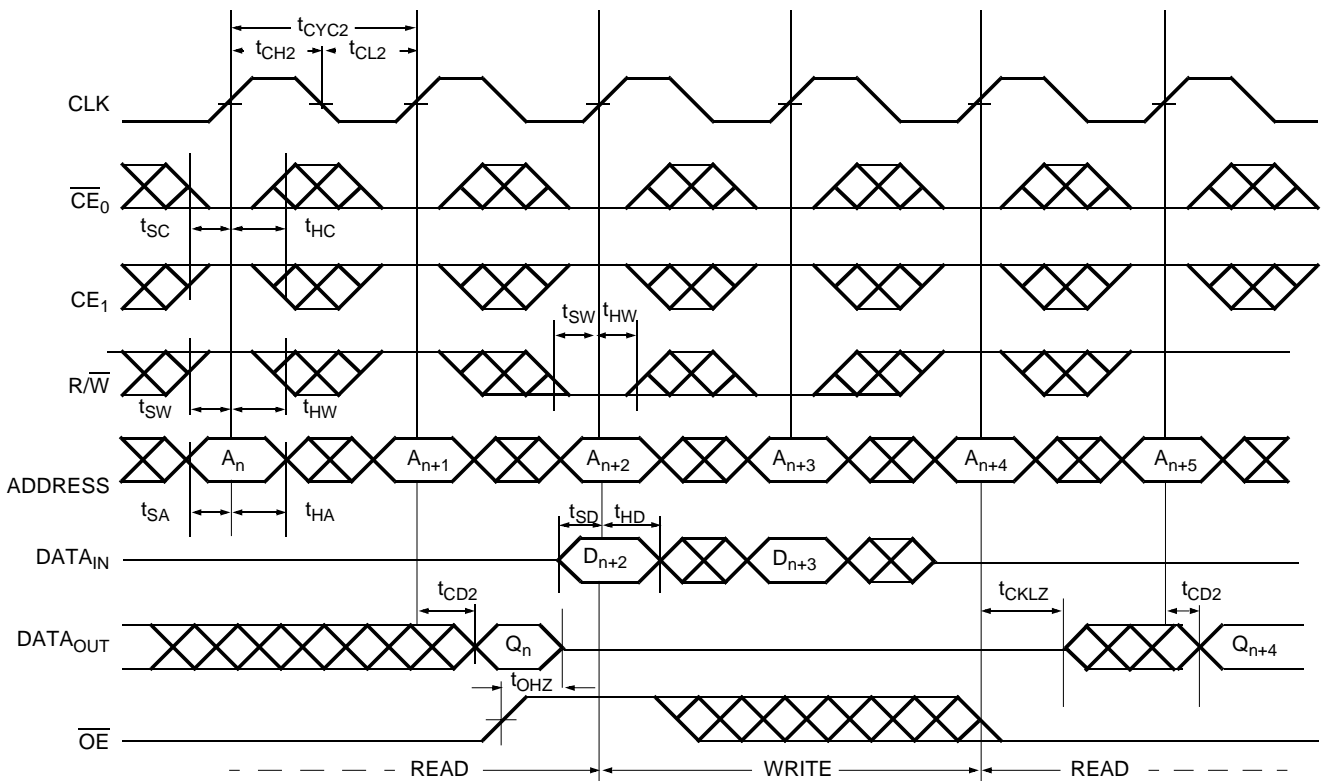 tCYC2
tCH2 tCL2
CLK
CE0
tSC tHC
CE1
tSW tHW
R/W
tSW tHW
An An+1 An+2 An+3 An+4 An+5
ADDRESS
tSA tHA tSD tHD
DATAIN Dn+2 Dn+3
tCD2 tCKLZ tCD2
DATAOUT Qn Qn+4
tOHZ
OE
READ WRITE READ